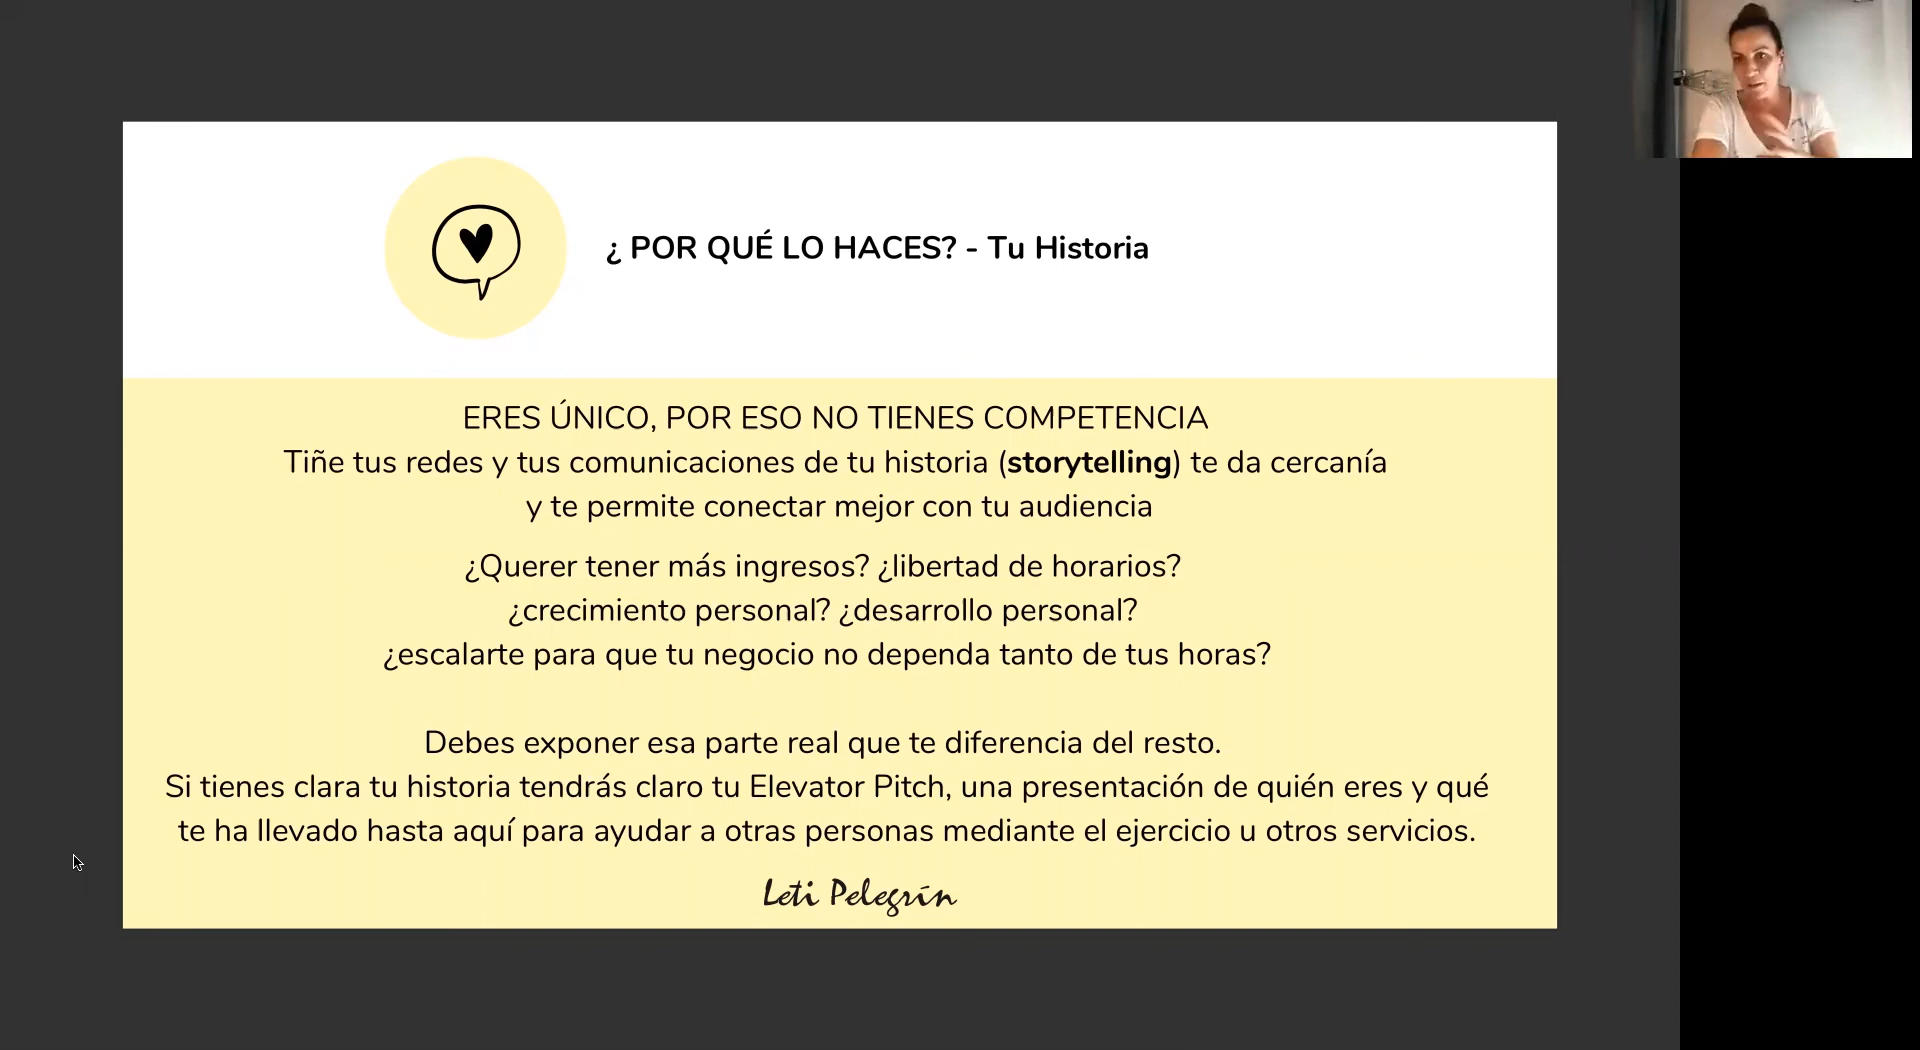 ¿ POR QUÉ LO HACES? - Tu Historia
ERES ÚNICO, POR ESO NO TIENES COMPETENCIA
Tiñe tus redes y tus comunicaciones de tu historia (storytelling) te da cercanía
y te permite conectar mejor con tu audiencia
¿Querer tener más ingresos? ¿libertad de horarios?
¿crecimiento personal? ¿desarrollo personal?
¿escalarte para que tu negocio no dependa tanto de tus horas?
Debes exponer esa parte real que te diferencia del resto.
Si tienes clara tu historia tendrás claro tu Elevator Pitch, una presentación de quién eres y qué
te ha llevado hasta aquí para ayudar a otras personas mediante el ejercicio u otros servicios.
Leti Pelegrín